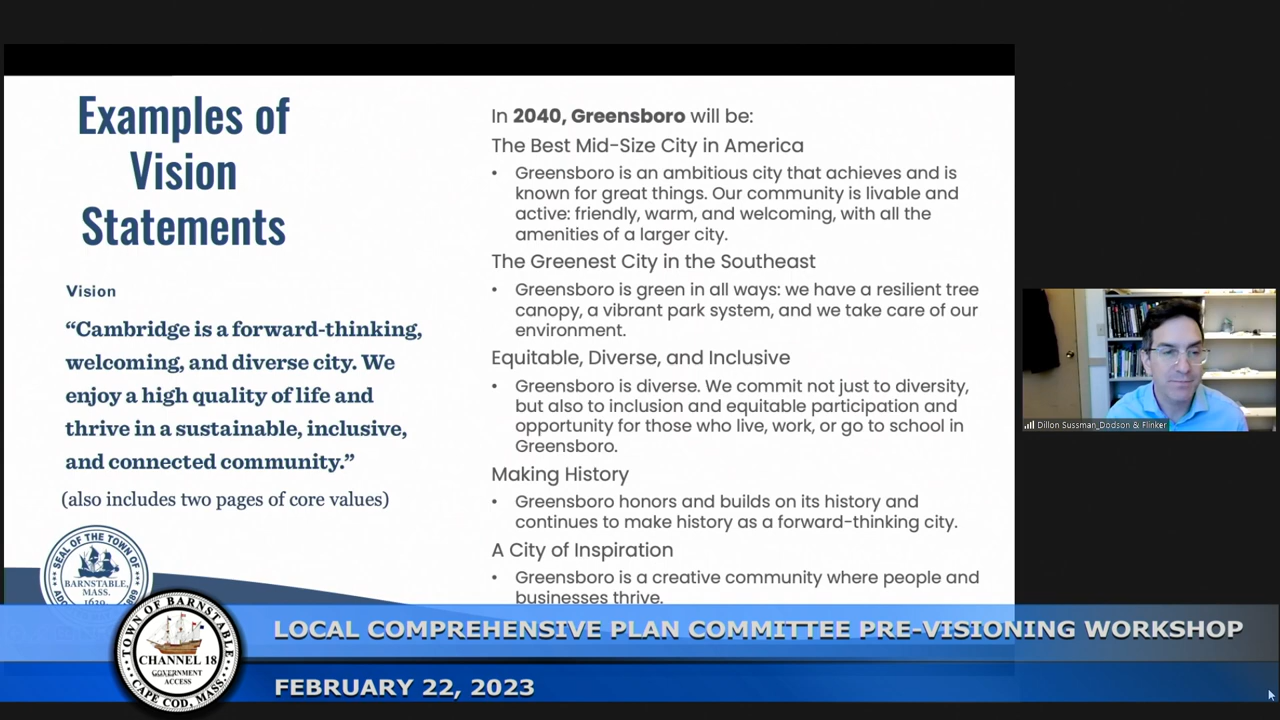 Examples of
Vision
Statements
Vision
“Cambridge is a forward-thinking,
welcoming, and diverse city. We
enjoy a high quality of life and
thrive in a sustainable, inclusive,
and connected community.”
(also includes two pages of core values)
In 2040, Greensboro will be:
The Best Mid-Size City in America
• Greensboro is an ambitious city that achieves and is
known for great things. Our community is livable and
active: friendly, warm, and welcoming, with all the
amenities of a larger city.
The Greenest City in the Southeast
• Greensboro is green in all ways: we have a resilient tree
canopy, a vibrant park system, and we take care of our
environment.
Equitable, Diverse, and Inclusive
• Greensboro is diverse. We commit not just to diversity,
but also to inclusion and equitable participation and
opportunity for those who live, work, or go to school in
Greensboro.
Making History
• Greensboro honors and builds on its history and
continues to make history as a forward-thinking city.
A City of Inspiration
• Greensboro is a creative community where people and
businesses thrive.
Dillon Sussman_Dodson & Flinker
SEAL OF THE TOWN OF
BARNSTABLE,
MASS.
1639
TOWN OF BARNSTABLE
CHANNEL 18
GOVERNMENT
ACCESS
CAPE COD, MASS.
LOCAL COMPREHENSIVE PLAN COMMITTEE PRE-VISIONING WORKSHOP
FEBRUARY 22, 2023